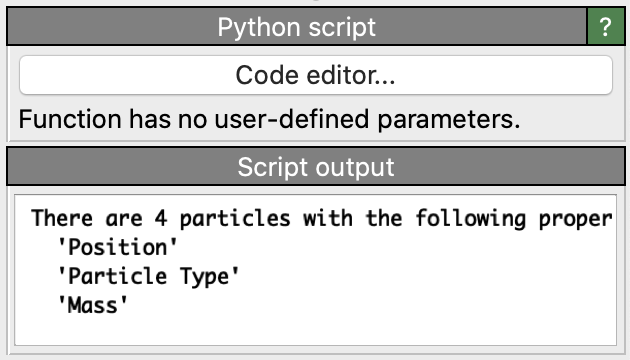 Python script
?
Code editor...
Function has no user-defined parameters.
Script output
There are 4 particles with the following proper
'Position'
'Particle Type'
'Mass'